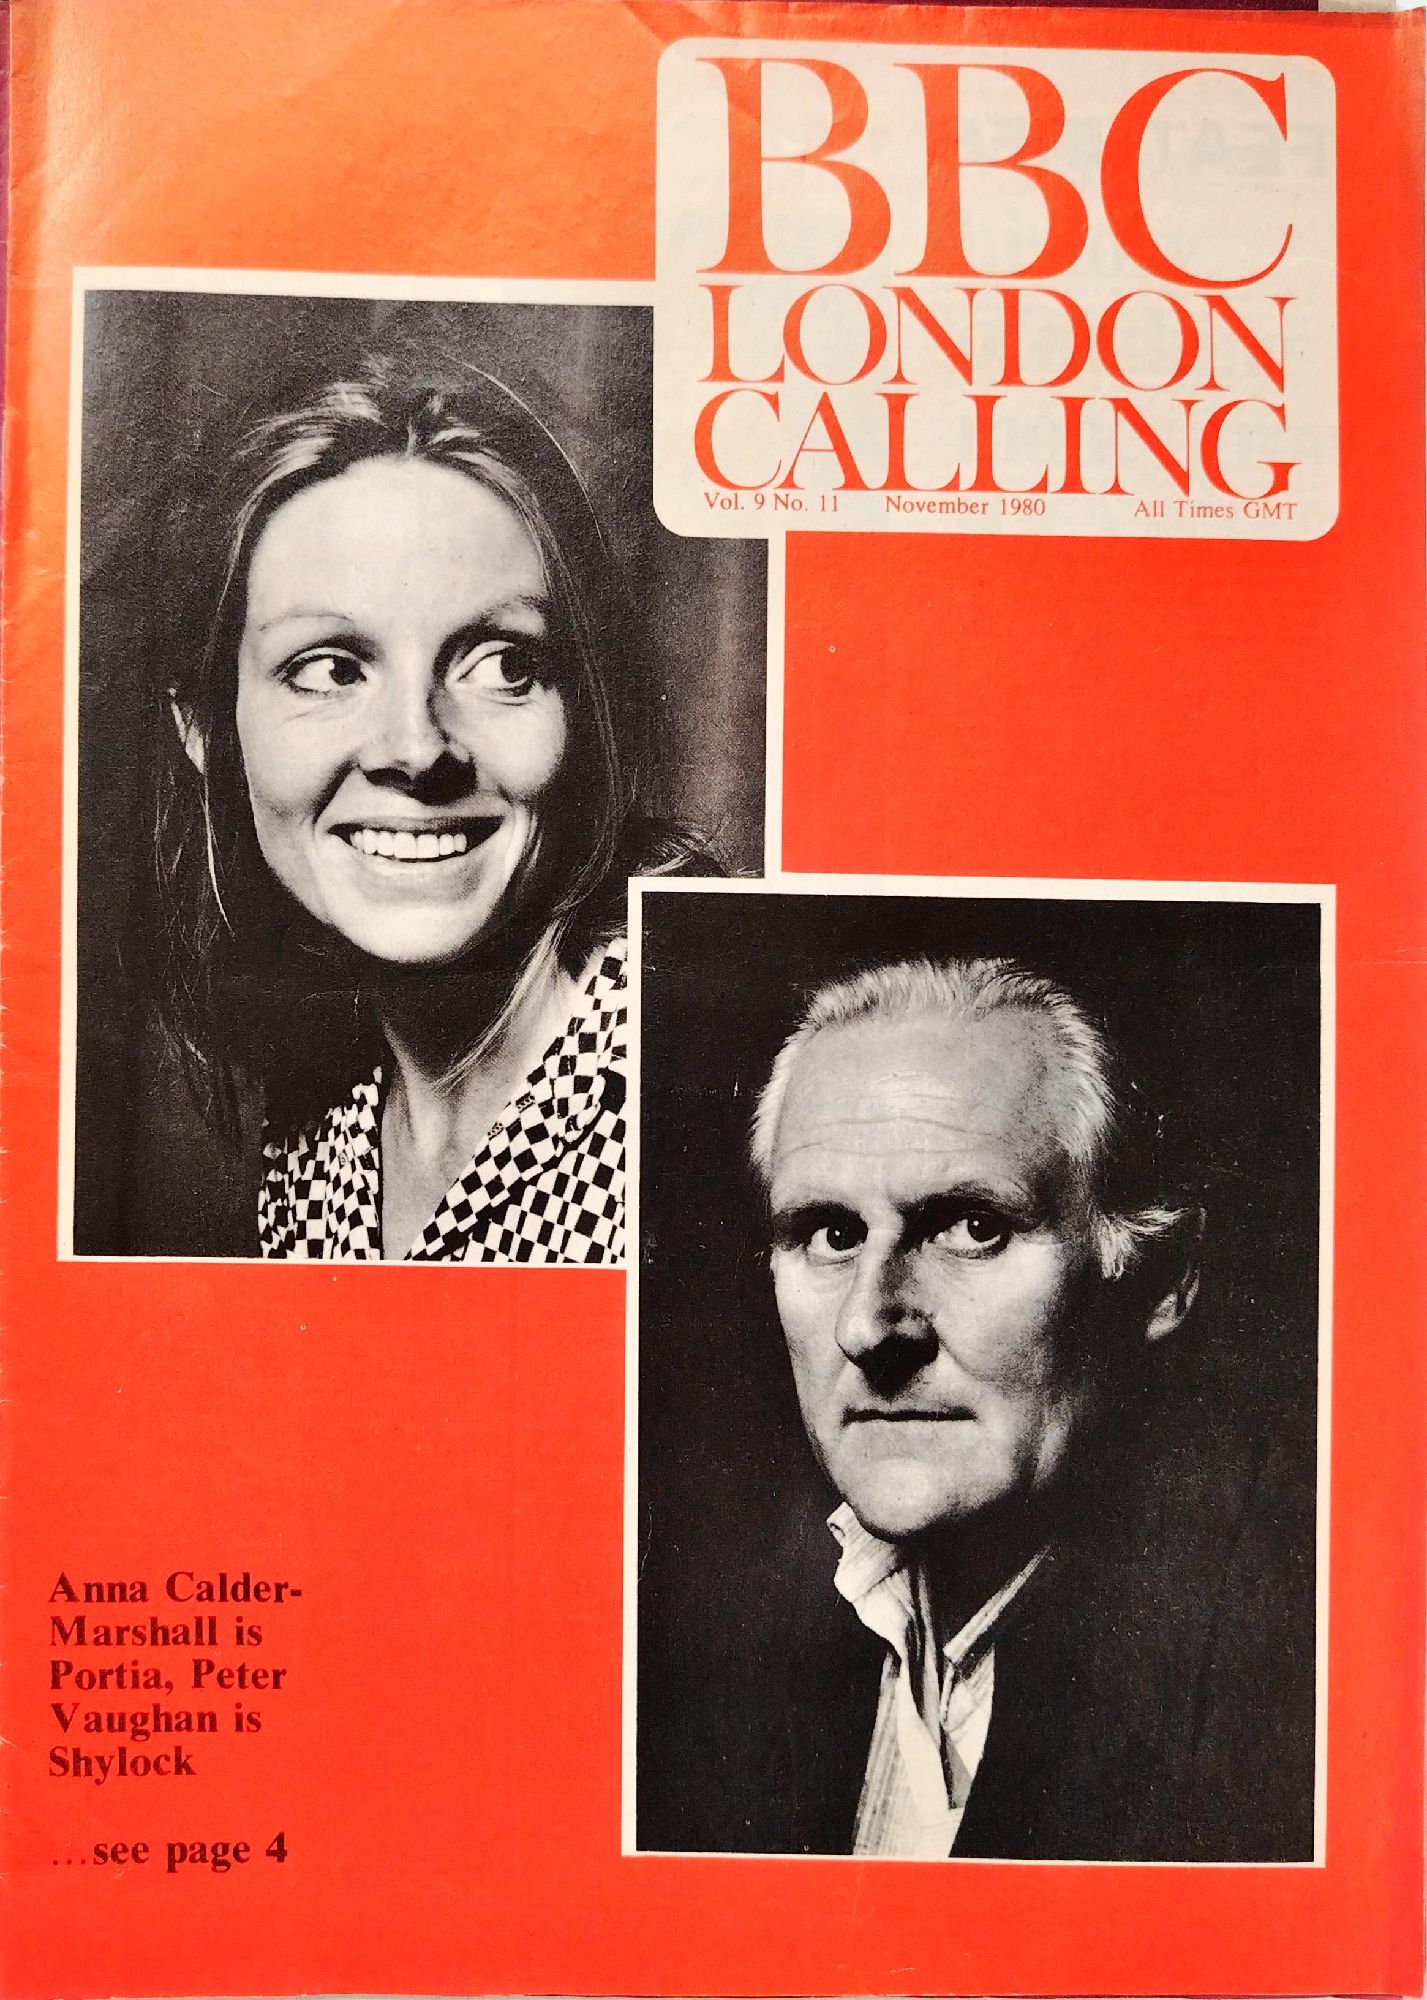 BBC
LONDON
CALLING
Vol. 9 No. 11 November 1980 All Times GMT
Anna Calder-
Marshall is
Portia, Peter
Vaughan is
Shylock
...see page 4